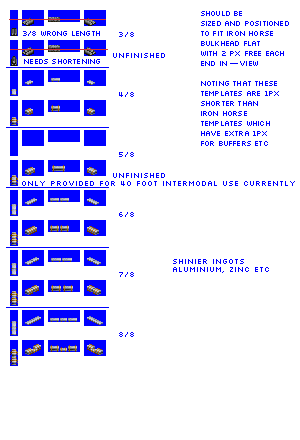 SHOULD BE
SIZED AND POSITIONED
TO FIT IRON HORSE
BULKHEAD FLAT
WITH 2 PX FREE EACH
END IN — VIEW
3/8 WRONG LENGTH
3/8
UNFINISHED
NEEDS SHORTENING
NOTING THAT THESE
TEMPLATES ARE 1PX
SHORTER THAN
IRON HORSE
TEMPLATES WHICH
HAVE EXTRA 1PX
FOR BUFFERS ETC
4/8
5/8
UNFINISHED
ONLY PROVIDED FOR 40 FOOT INTERMODAL USE CURRENTLY
6/8
SHINIER INGOTS
ALUMINIUM, ZINC ETC
7/8
8/8